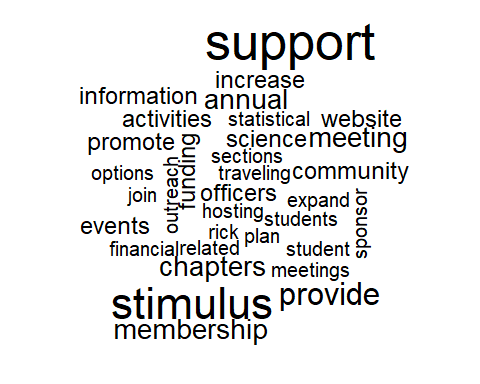 support
increase
information annual
activities statistical website
promote science meeting
sections
options traveling community
outreach
funding
join officers expand
hosting
students
sponsor
events rick plan
financial related student
chapters meetings
stimulus provide
membership